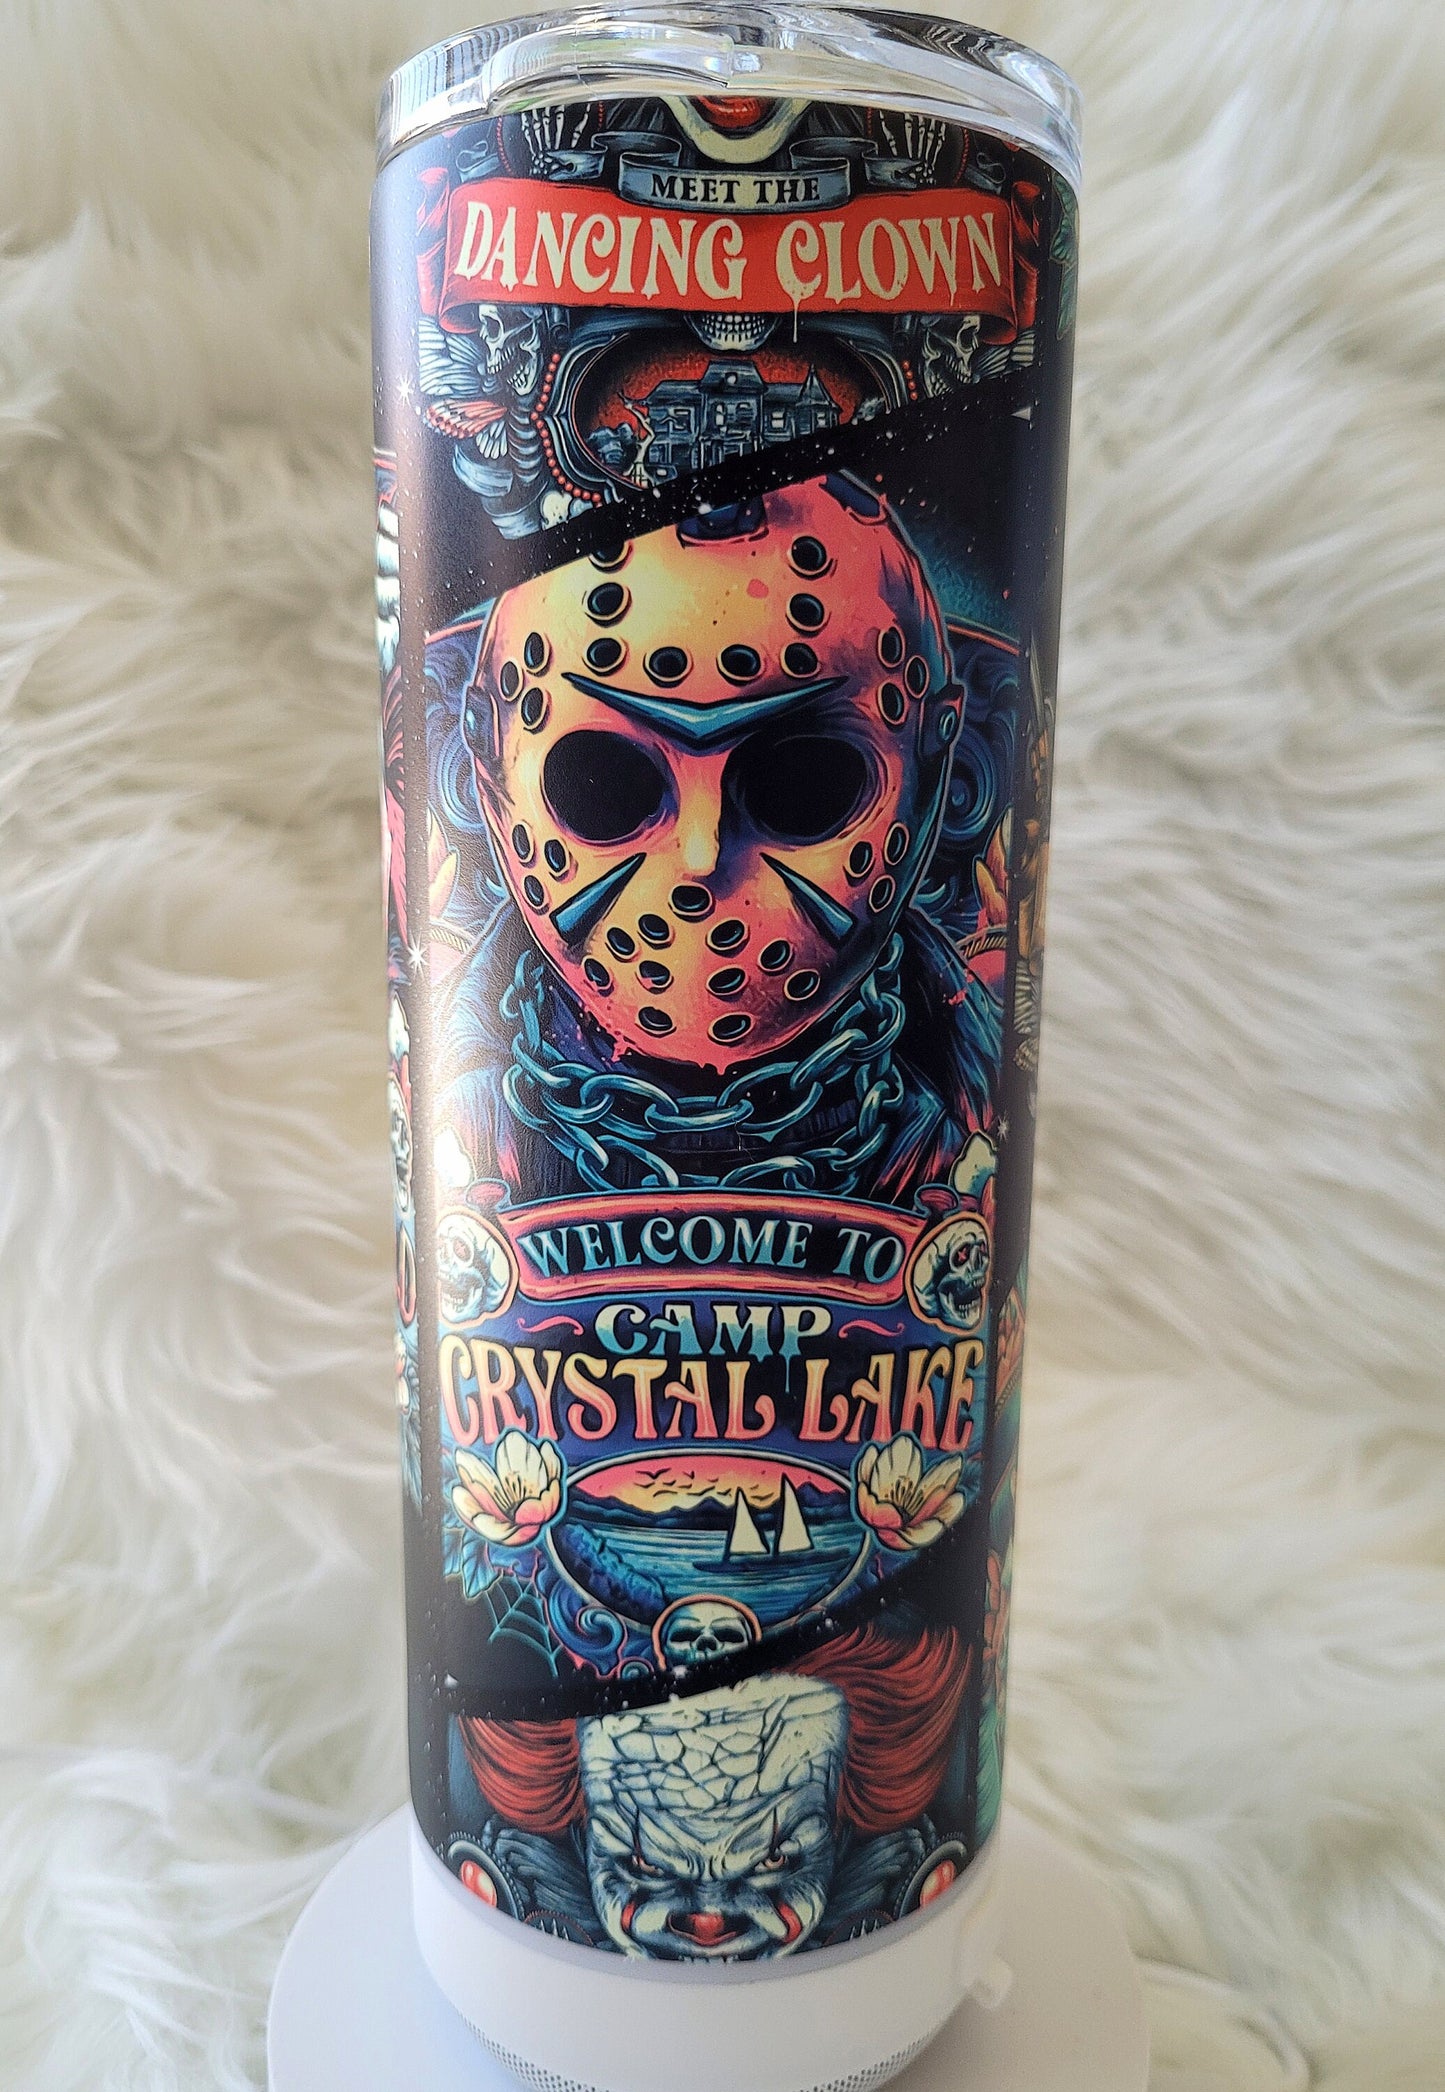 MEET THE
DANCING CLOWN
WELCOME TO
CAMP
CRYSTAL LAKE